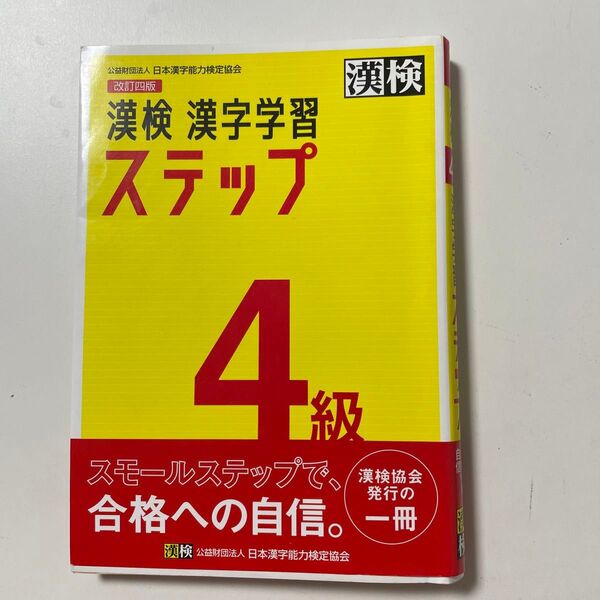 公益財団法人 日本漢字能力検定協会
漢検
改訂四版
漢検 漢字学習
ステップ
4級
スモールステップで、
合格への自信。
漢検協会
発行の
一冊
漢検 公益財団法人 日本漢字能力検定協会
漢検